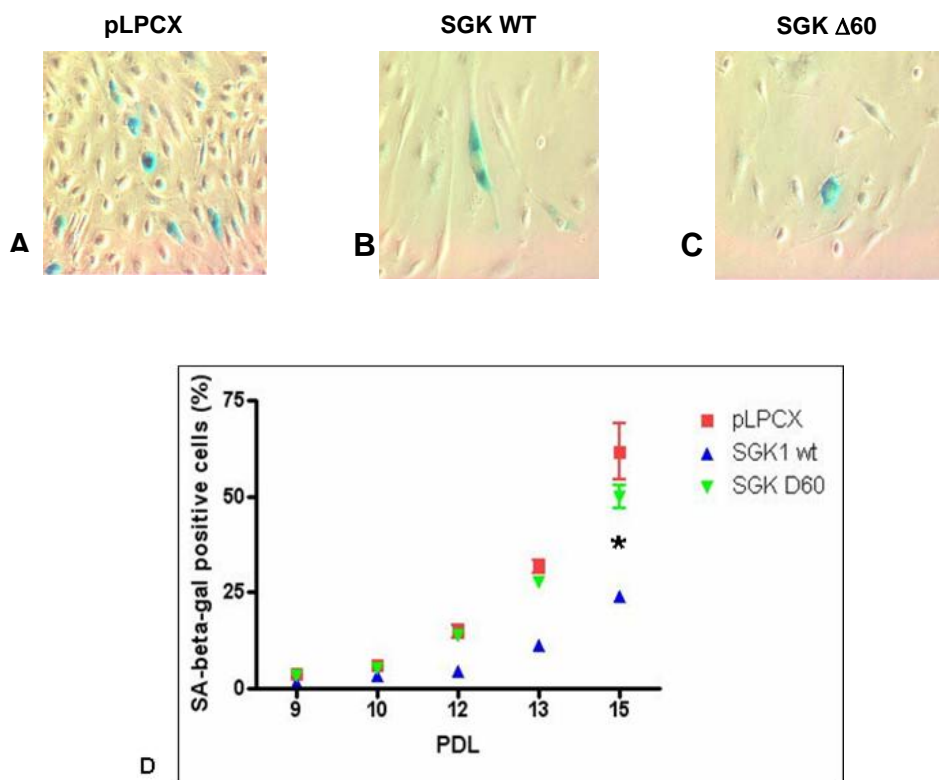 pLPCX
SGK WT
SGK Δ60
A
B
C
SA-beta-gal positive cells (%)
75
50
25
0
9 10 12 13 15
PDL
pLPCX
SGK1 wt
SGK D60
*
D